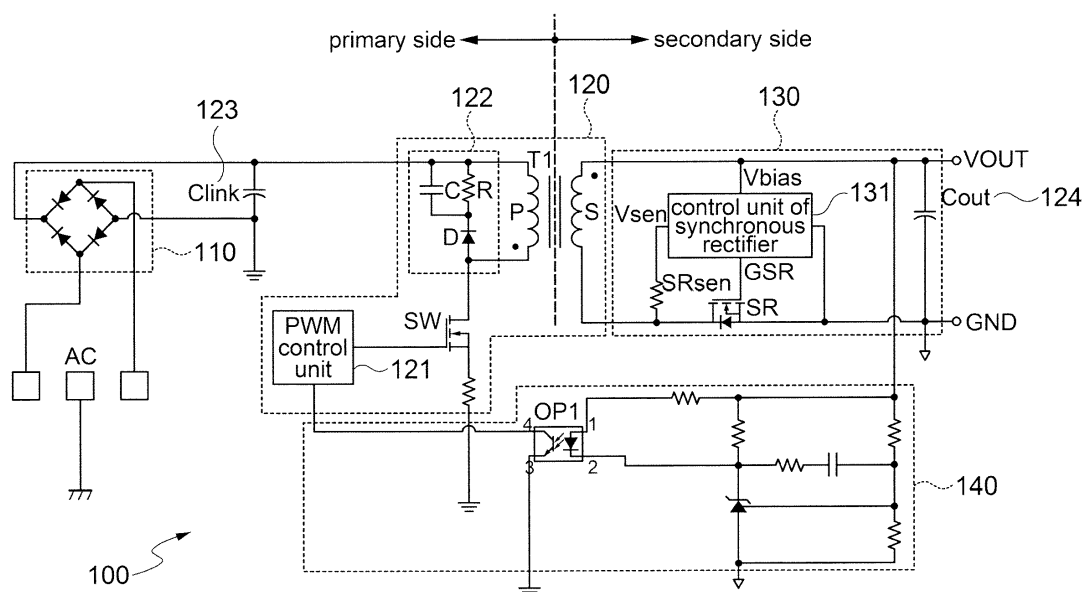 primary side
secondary side
123
122
120
130
T1
VOUT
Clink
C
R
P
S
Vbias
Vsen
control unit of
synchronous
rectifier
131
Cout
124
D
110
GSR
SRsen
SR
SW
GND
PWM
control
unit
AC
121
OP1
4
1
3
2
140
100